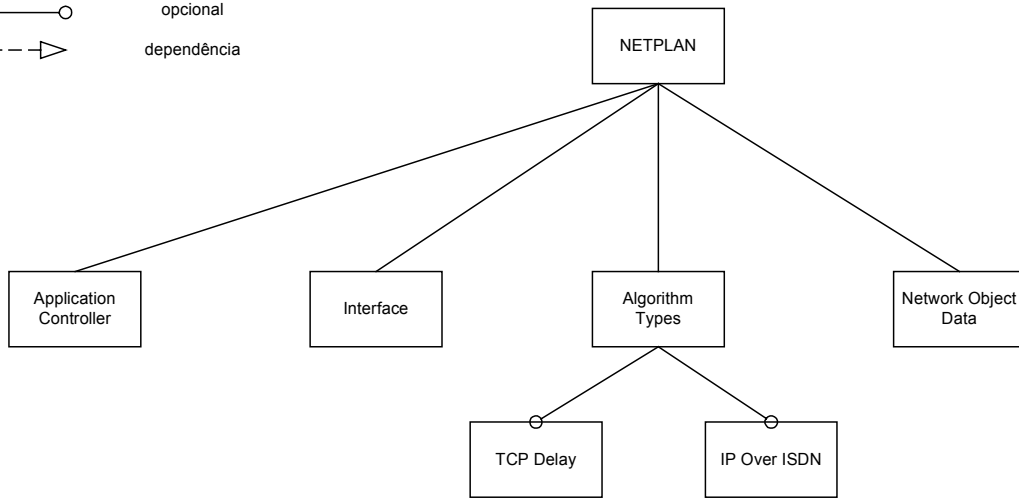 opcional
dependência
NETPLAN
Application
Controller
Interface
Algorithm
Types
Network Object
Data
TCP Delay
IP Over ISDN